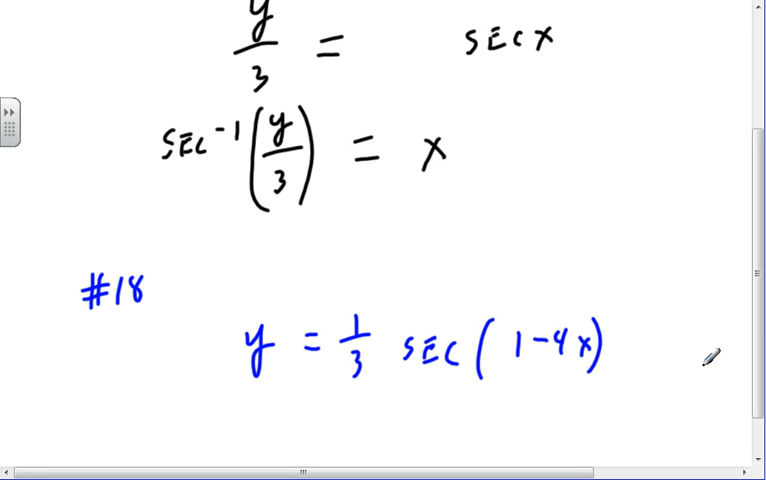 y/3 = SEC x
SEC⁻¹(y/3) = x
#18
y = 1/3 SEC(1-4x)